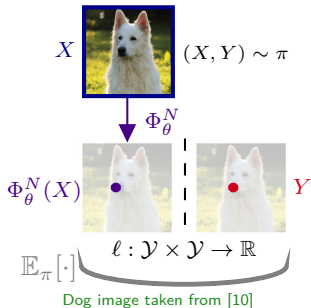 X
(X, Y) ∼ π
Φ_θ^N
Φ_θ^N(X)
Y
ℓ : 𝒴 × 𝒴 → ℝ
𝔼_π[·]
Dog image taken from [10]